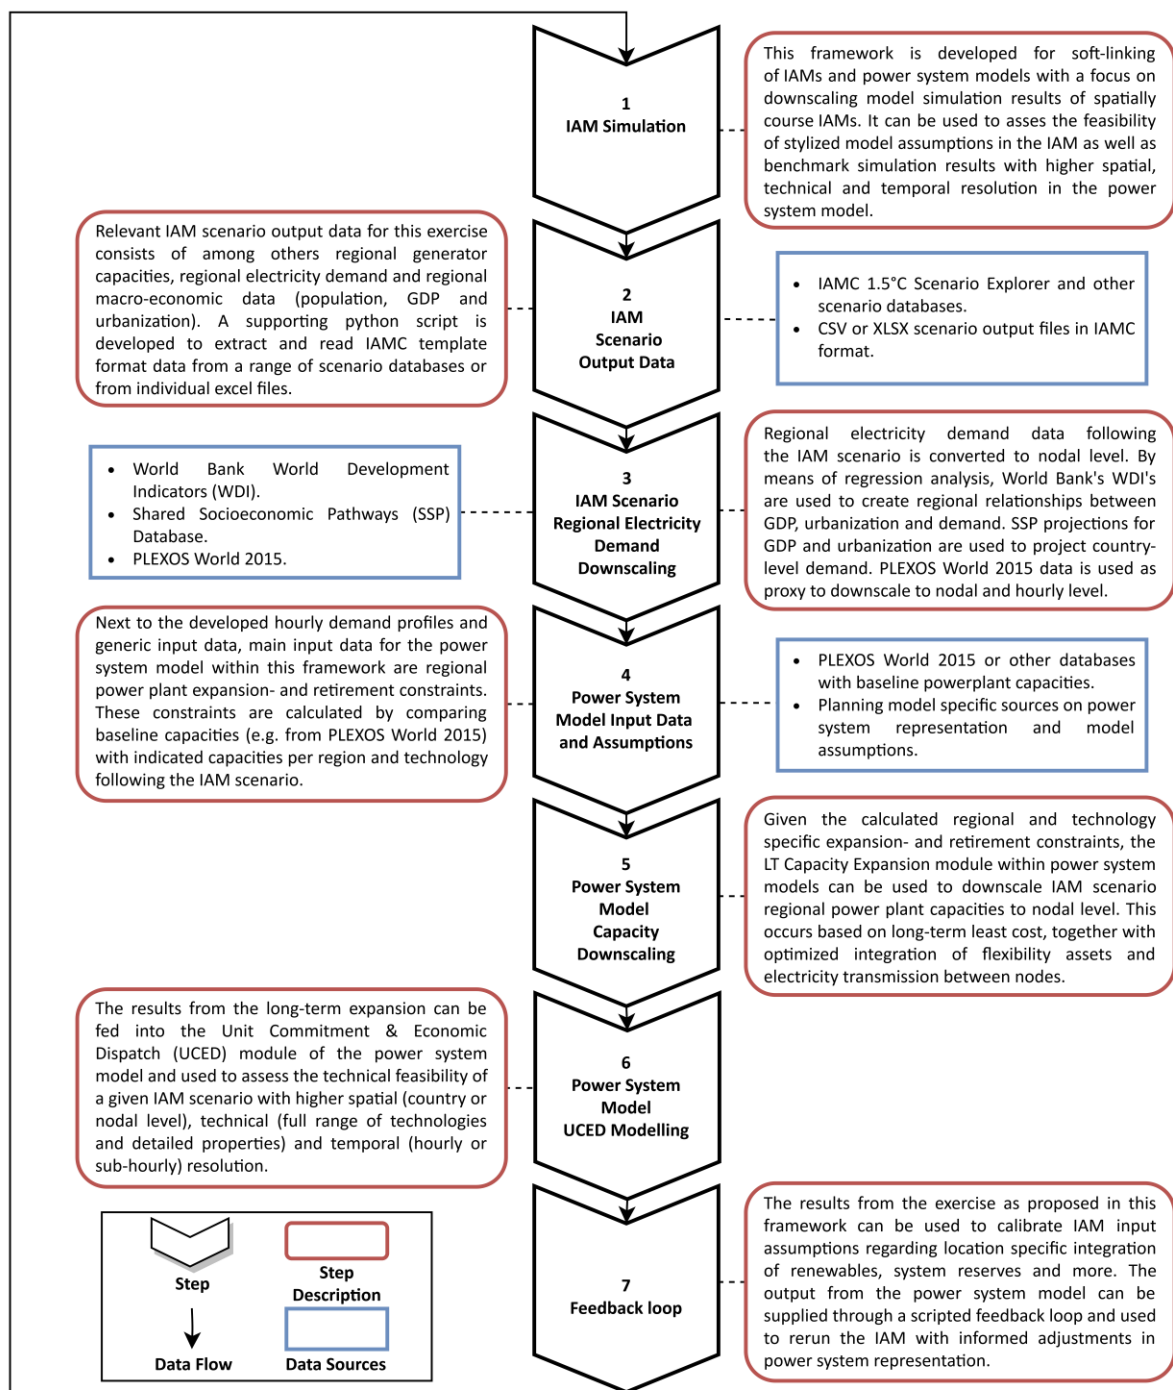 1
IAM Simulation
This framework is developed for soft-linking
of IAMs and power system models with a focus on
downscaling model simulation results of spatially
course IAMs. It can be used to asses the feasibility
of stylized model assumptions in the IAM as well as
benchmark simulation results with higher spatial,
technical and temporal resolution in the power
system model.
Relevant IAM scenario output data for this exercise
consists of among others regional generator
capacities, regional electricity demand and regional
macro-economic data (population, GDP and
urbanization). A supporting python script is
developed to extract and read IAMC template
format data from a range of scenario databases or
from individual excel files.
2
IAM
Scenario
Output Data
• IAMC 1.5°C Scenario Explorer and other
scenario databases.
• CSV or XLSX scenario output files in IAMC
format.
• World Bank World Development
Indicators (WDI).
• Shared Socioeconomic Pathways (SSP)
Database.
• PLEXOS World 2015.
3
IAM Scenario
Regional Electricity
Demand
Downscaling
Regional electricity demand data following
the IAM scenario is converted to nodal level. By
means of regression analysis, World Bank's WDI's
are used to create regional relationships between
GDP, urbanization and demand. SSP projections for
GDP and urbanization are used to project country-
level demand. PLEXOS World 2015 data is used as
proxy to downscale to nodal and hourly level.
Next to the developed hourly demand profiles and
generic input data, main input data for the power
system model within this framework are regional
power plant expansion- and retirement constraints.
These constraints are calculated by comparing
baseline capacities (e.g. from PLEXOS World 2015)
with indicated capacities per region and technology
following the IAM scenario.
4
Power System
Model Input Data
and Assumptions
• PLEXOS World 2015 or other databases
with baseline powerplant capacities.
• Planning model specific sources on power
system representation and model
assumptions.
5
Power System
Model
Capacity
Downscaling
Given the calculated regional and technology
specific expansion- and retirement constraints, the
LT Capacity Expansion module within power system
models can be used to downscale IAM scenario
regional power plant capacities to nodal level. This
occurs based on long-term least cost, together with
optimized integration of flexibility assets and
electricity transmission between nodes.
The results from the long-term expansion can be
fed into the Unit Commitment & Economic
Dispatch (UCED) module of the power system
model and used to assess the technical feasibility of
a given IAM scenario with higher spatial (country or
nodal level), technical (full range of technologies
and detailed properties) and temporal (hourly or
sub-hourly) resolution.
6
Power System
Model
UCED Modelling
7
Feedback loop
The results from the exercise as proposed in this
framework can be used to calibrate IAM input
assumptions regarding location specific integration
of renewables, system reserves and more. The
output from the power system model can be
supplied through a scripted feedback loop and used
to rerun the IAM with informed adjustments in
power system representation.
Step
Step
Description
Data Flow
Data Sources